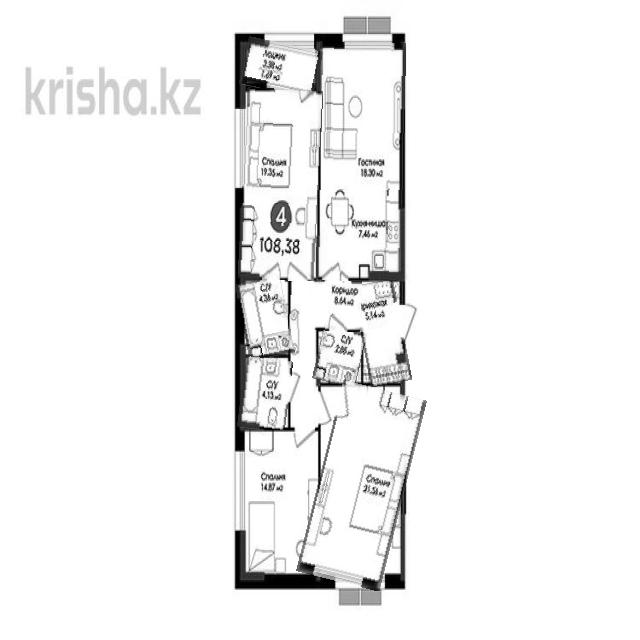 krisha.kz
Лоджия
3.38 м2
1.69 м2
Спальня
19.35 м2
Гостиная
18.30 м2
4
108,38
Кухня-ниша
7.46 м2
С/У
4.36 м2
Коридор
8.64 м2
Прихожая
5.14 м2
С/У
2.88 м2
С/У
4.13 м2
Спальня
14.87 м2
Спальня
21.56 м2